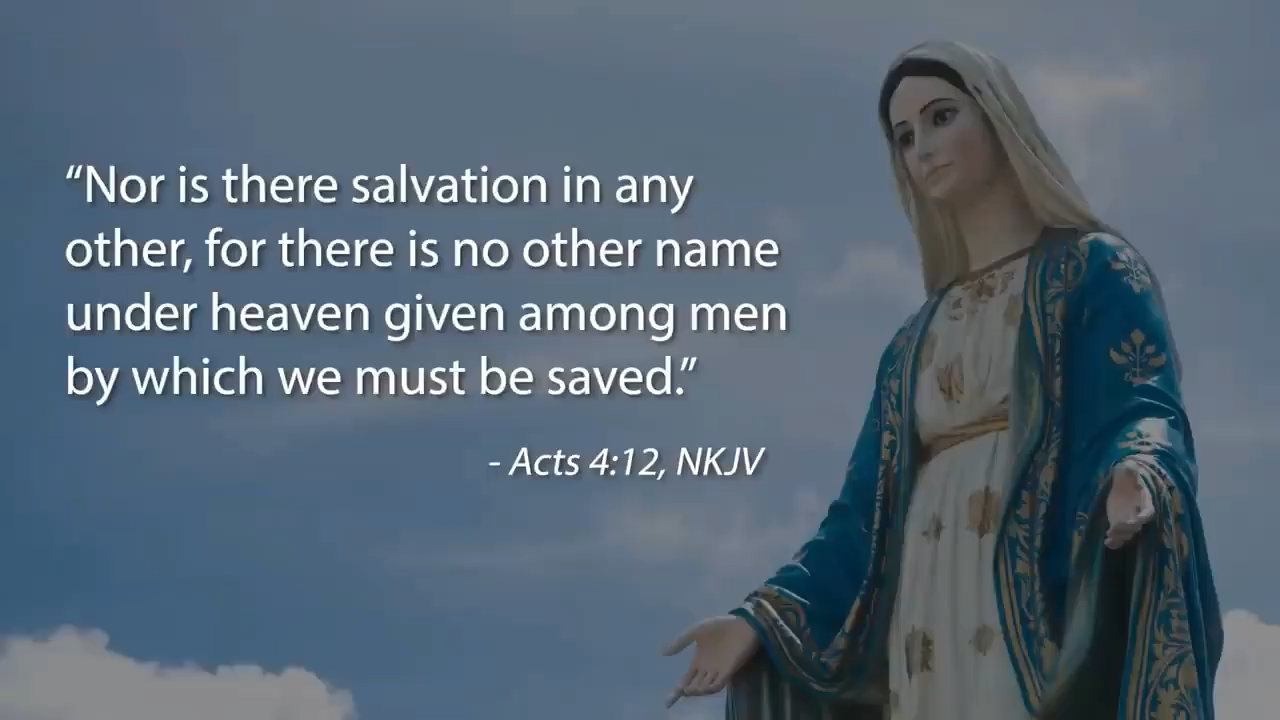 “Nor is there salvation in any
other, for there is no other name
under heaven given among men
by which we must be saved.”
- Acts 4:12, NKJV